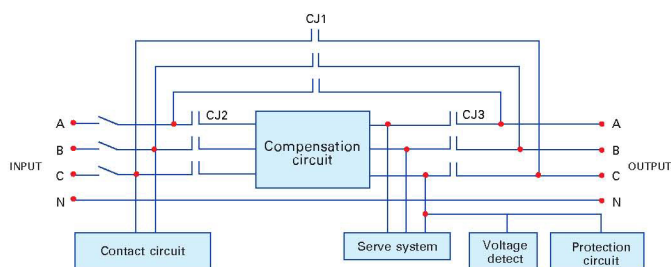 CJ1
A
CJ2
CJ3
A
Compensation
circuit
B
B
INPUT
C
C
OUTPUT
N
N
Contact circuit
Serve system
Voltage
detect
Protection
circuit